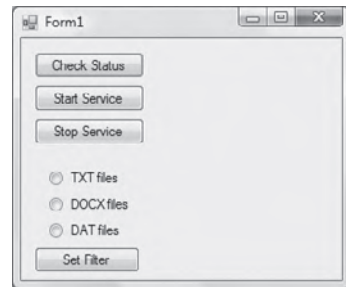 Form1
Check Status
Start Service
Stop Service
TXT files
DOCX files
DAT files
Set Filter